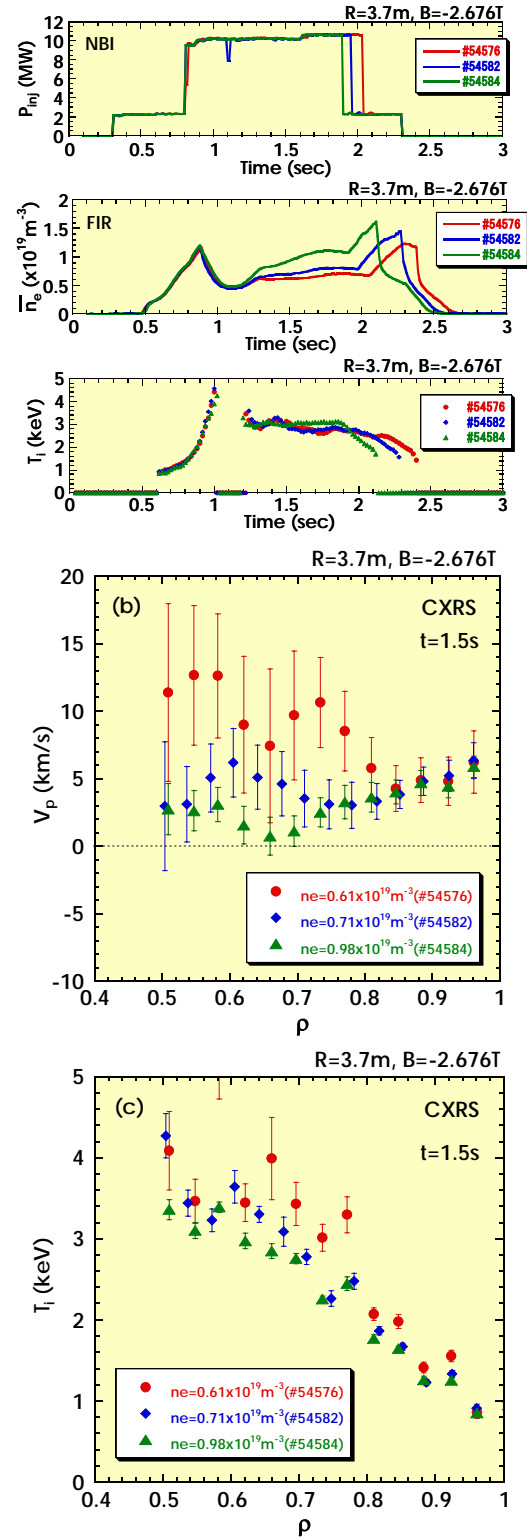 R=3.7m, B=-2.676T
NBI
#54576
#54582
#54584
P_inj (MW)
12
10
8
6
4
2
0
0 0.5 1 1.5 2 2.5 3
Time (sec)
R=3.7m, B=-2.676T
FIR
#54576
#54582
#54584
n̅_e (x10^19m^-3)
2
1.5
1
0.5
0
0 0.5 1 1.5 2 2.5 3
Time (sec)
R=3.7m, B=-2.676T
#54576
#54582
#54584
T_i (keV)
5
4
3
2
1
0
0 0.5 1 1.5 2 2.5 3
Time (sec)
R=3.7m, B=-2.676T
(b)
CXRS
t=1.5s
V_p (km/s)
20
15
10
5
0
-5
-10
ne=0.61x10^19m^-3(#54576)
ne=0.71x10^19m^-3(#54582)
ne=0.98x10^19m^-3(#54584)
0.4 0.5 0.6 0.7 0.8 0.9 1
ρ
R=3.7m, B=-2.676T
(c)
CXRS
t=1.5s
T_i (keV)
5
4
3
2
1
0
ne=0.61x10^19m^-3(#54576)
ne=0.71x10^19m^-3(#54582)
ne=0.98x10^19m^-3(#54584)
0.4 0.5 0.6 0.7 0.8 0.9 1
ρ